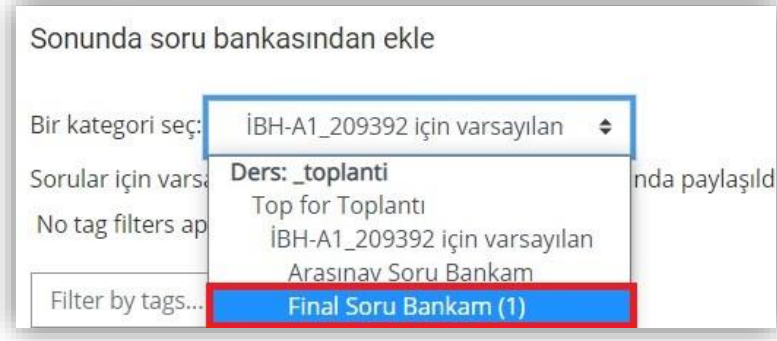 Sonunda soru bankasından ekle
Bir kategori seç: İBH-A1_209392 için varsayılan
Sorular için varsa
nda paylaşıld
Ders: _toplanti
Top for Toplantı
No tag filters ap
İBH-A1_209392 için varsayılan
Arasınav Soru Bankam
Filter by tags...
Final Soru Bankam (1)